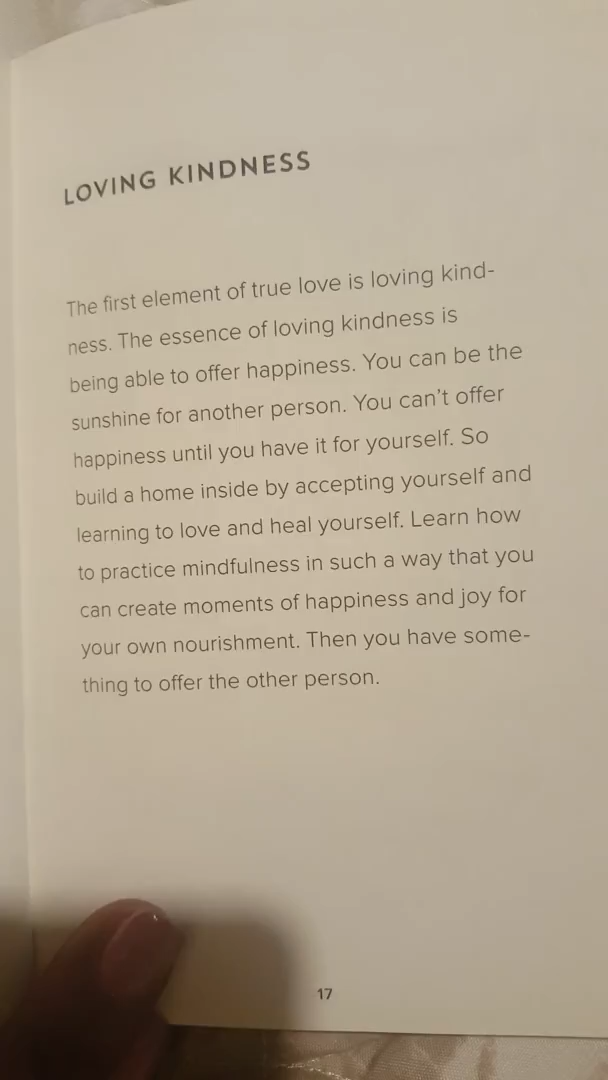 LOVING KINDNESS
The first element of true love is loving kind-
ness. The essence of loving kindness is
being able to offer happiness. You can be the
sunshine for another person. You can't offer
happiness until you have it for yourself. So
build a home inside by accepting yourself and
learning to love and heal yourself. Learn how
to practice mindfulness in such a way that you
can create moments of happiness and joy for
your own nourishment. Then you have some-
thing to offer the other person.
17